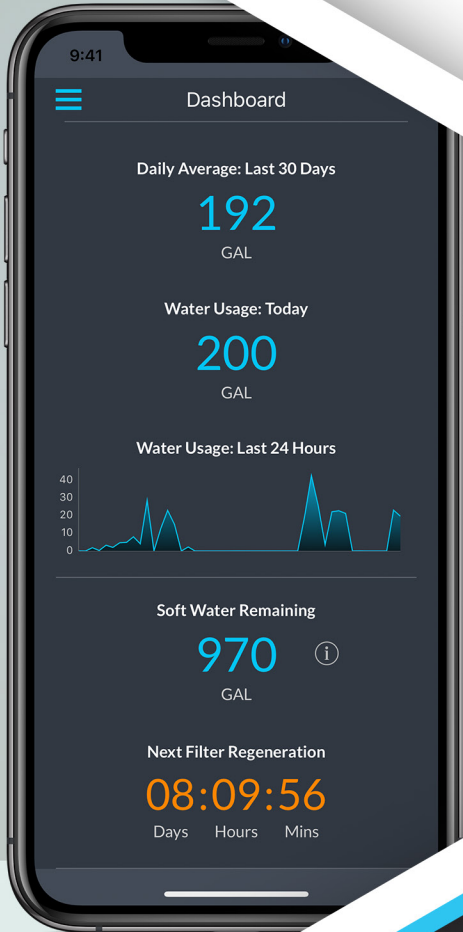 9:41
Dashboard
Daily Average: Last 30 Days
192
GAL
Water Usage: Today
200
GAL
Water Usage: Last 24 Hours
40
30
20
10
0
Soft Water Remaining
970
i
GAL
Next Filter Regeneration
08:09:56
Days Hours Mins